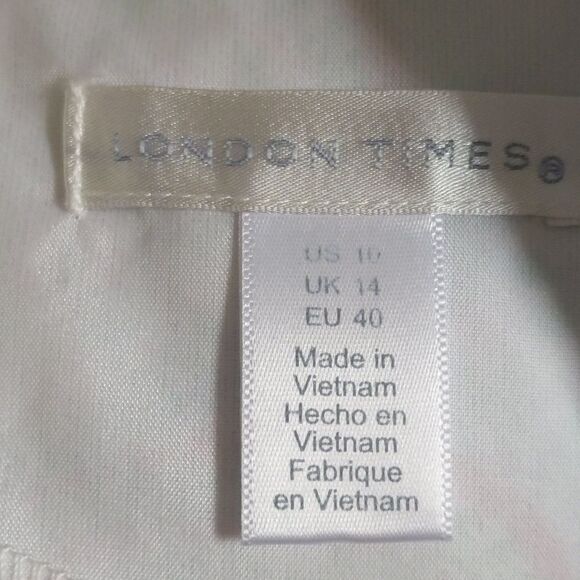 LONDON TIMES®
US 10
UK 14
EU 40
Made in
Vietnam
Hecho en
Vietnam
Fabrique
en Vietnam